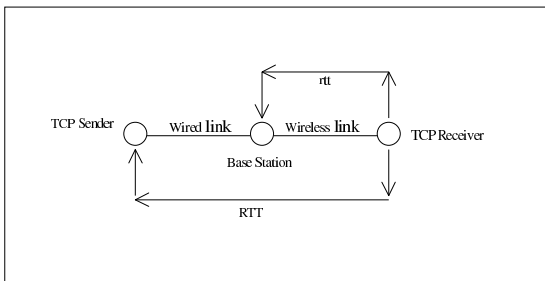 rtt
TCP Sender
Wired link
Wireless link
TCP Receiver
Base Station
RTT